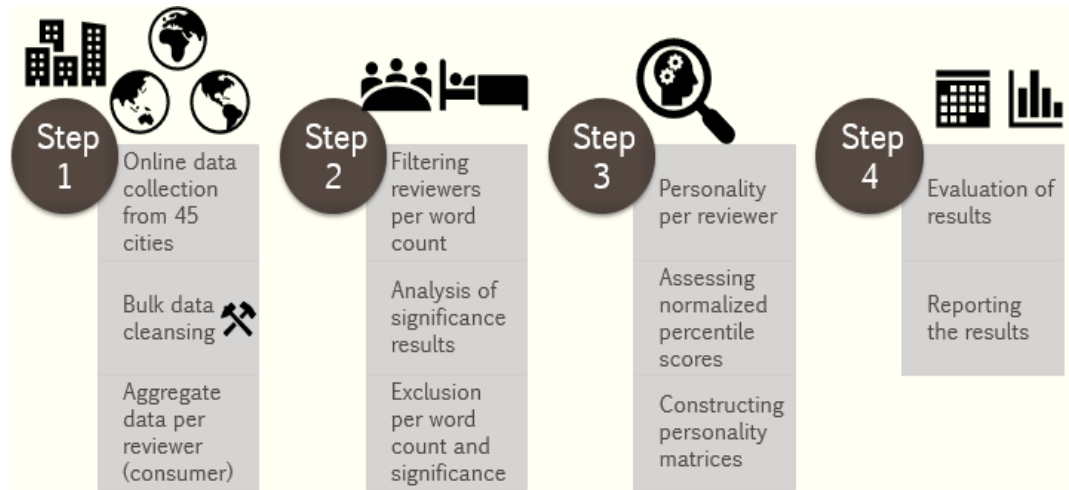 Step
1
Online data
collection
from 45
cities
Bulk data
cleansing
Aggregate
data per
reviewer
(consumer)
Step
2
Filtering
reviewers
per word
count
Analysis of
significance
results
Exclusion
per word
count and
significance
Step
3
Personality
per reviewer
Assessing
normalized
percentile
scores
Constructing
personality
matrices
Step
4
Evaluation of
results
Reporting
the results